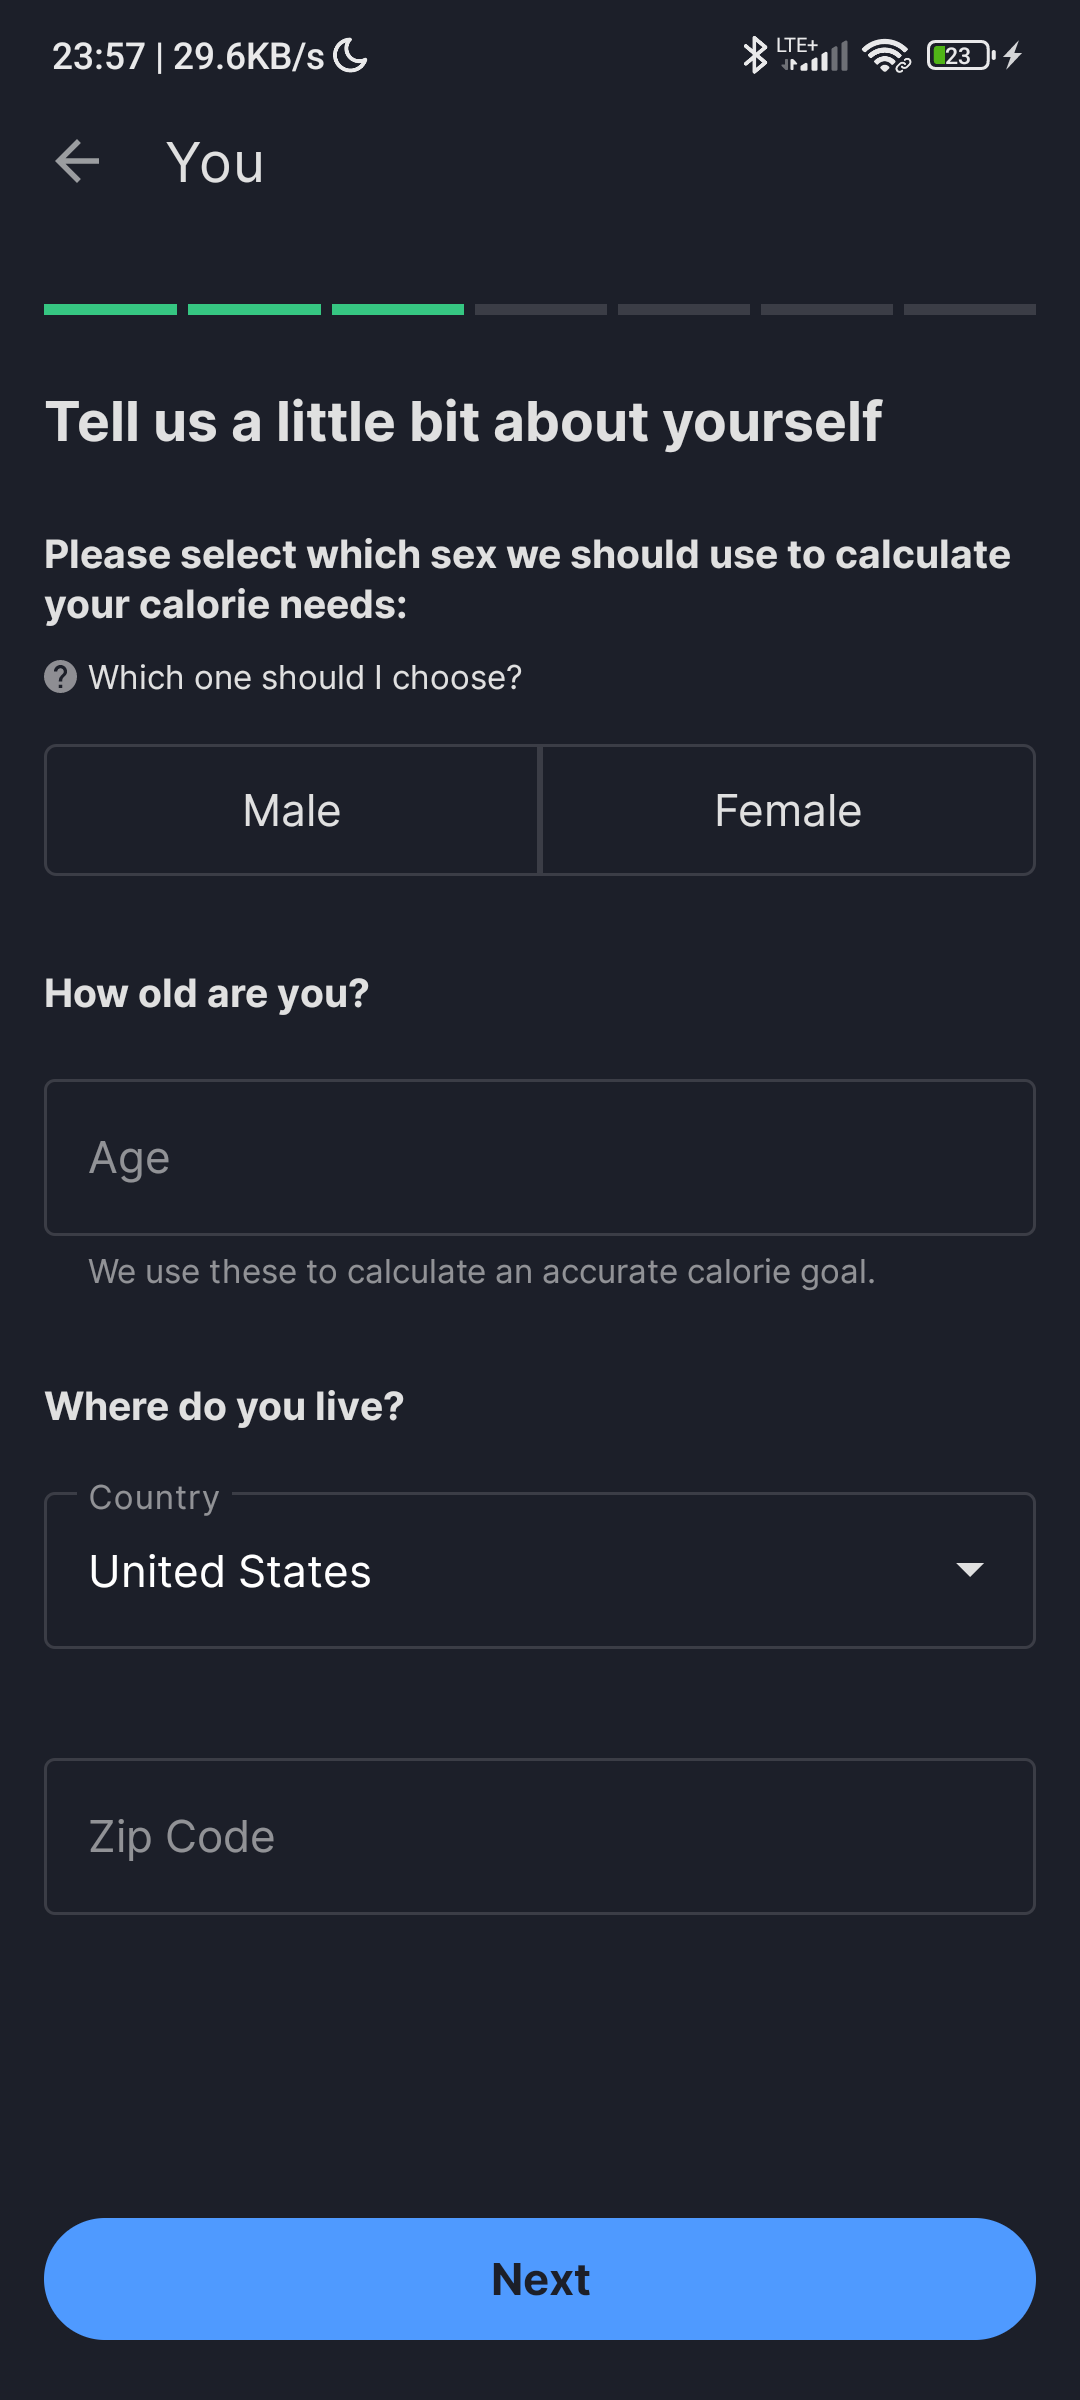 23:57 | 29.6KB/s
LTE+
23
You
Tell us a little bit about yourself
Please select which sex we should use to calculate
your calorie needs:
? Which one should I choose?
Male
Female
How old are you?
Age
We use these to calculate an accurate calorie goal.
Where do you live?
Country
United States
Zip Code
Next